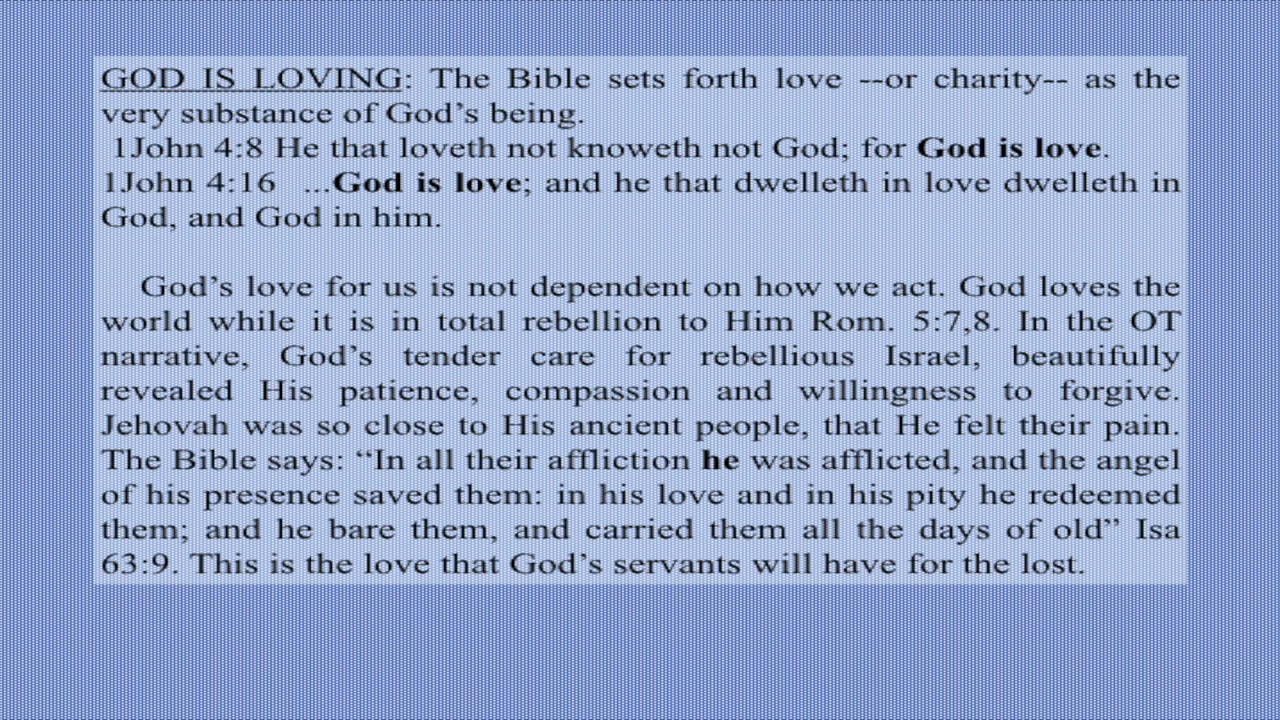 GOD IS LOVING: The Bible sets forth love --or charity-- as the
very substance of God’s being.
1John 4:8 He that loveth not knoweth not God; for God is love.
1John 4:16 ...God is love; and he that dwelleth in love dwelleth in
God, and God in him.
God’s love for us is not dependent on how we act. God loves the
world while it is in total rebellion to Him Rom. 5:7,8. In the OT
narrative, God’s tender care for rebellious Israel, beautifully
revealed His patience, compassion and willingness to forgive.
Jehovah was so close to His ancient people, that He felt their pain.
The Bible says: “In all their affliction he was afflicted, and the angel
of his presence saved them: in his love and in his pity he redeemed
them; and he bare them, and carried them all the days of old” Isa
63:9. This is the love that God’s servants will have for the lost.